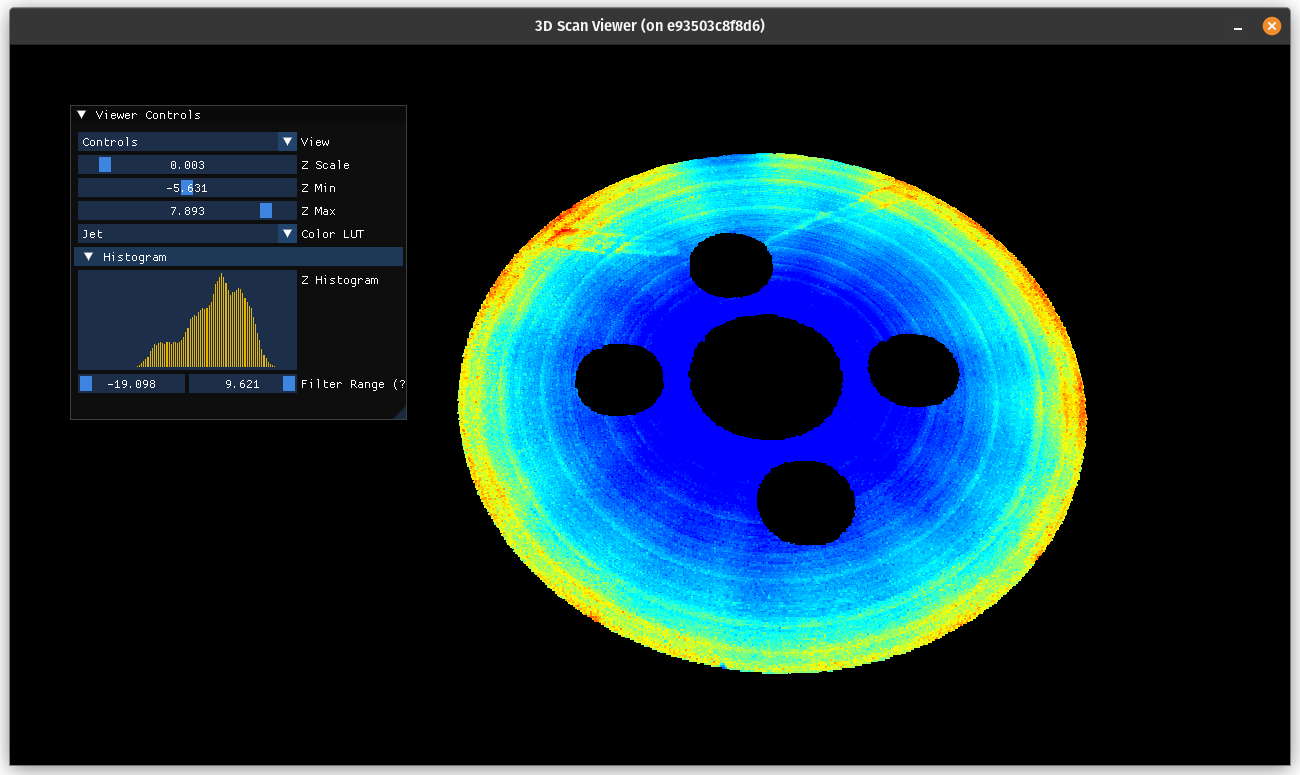 3D Scan Viewer (on e93503c8f8d6)
Viewer Controls
Controls View
0.003 Z Scale
-5.631 Z Min
7.893 Z Max
Jet Color LUT
Histogram
Z Histogram
-19.098 9.621 Filter Range (?